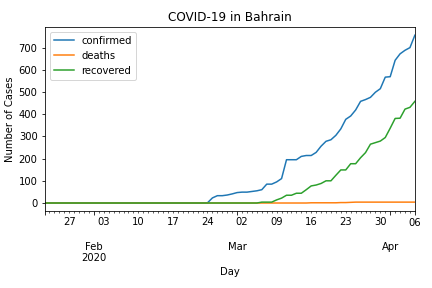 COVID-19 in Bahrain
confirmed
deaths
recovered
Number of Cases
700
600
500
400
300
200
100
0
27 03 10 17 24 02 09 16 23 30 06
Feb Mar Apr
2020
Day